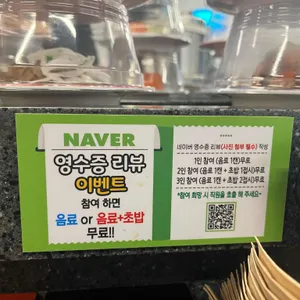 NAVER
영수증 리뷰
이벤트
참여 하면
음료 or 음료+초밥
무료!!
*****
네이버 영수증 리뷰(사진 첨부 필수) 작성
1인 참여 (음료 1캔)무료
2인 참여 (음료 1캔 + 초밥 1접시)무료
3인 참여 (음료 1캔 + 초밥 2접시)무료
*참여 희망 시 직원을 호출 해 주세요~